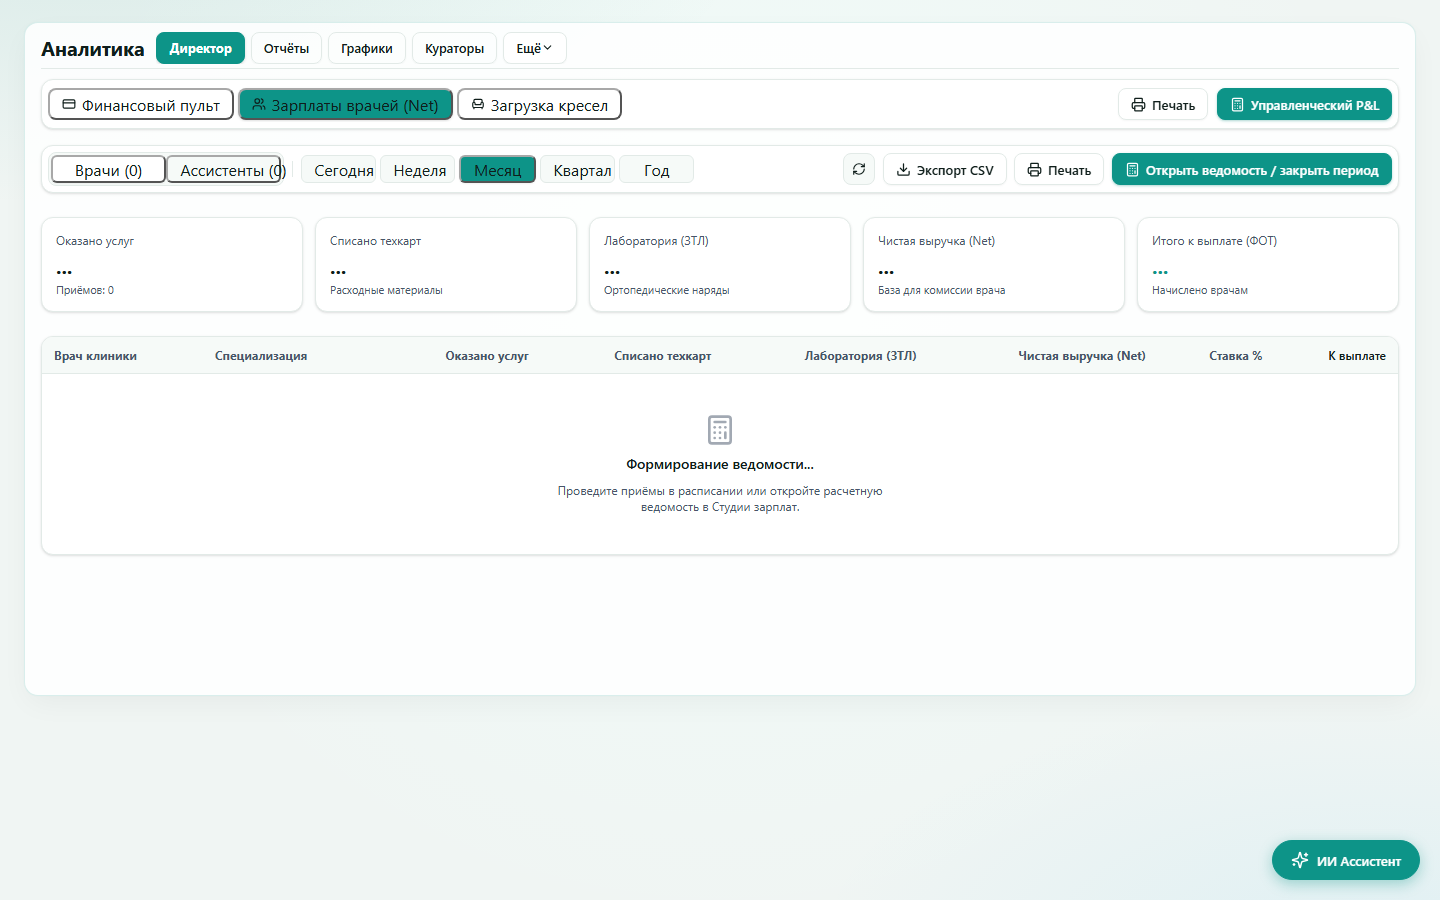 Аналитика
Директор
Отчёты
Графики
Кураторы
Ещё
Финансовый пульт
Зарплаты врачей (Net)
Загрузка кресел
Печать
Управленческий P&L
Врачи (0)
Ассистенты (0)
Сегодня
Неделя
Месяц
Квартал
Год
Экспорт CSV
Печать
Открыть ведомость / закрыть период
Оказано услуг
...
Приёмов: 0
Списано техкарт
...
Расходные материалы
Лаборатория (ЗТЛ)
...
Ортопедические наряды
Чистая выручка (Net)
...
База для комиссии врача
Итого к выплате (ФОТ)
...
Начислено врачам
Врач клиники
Специализация
Оказано услуг
Списано техкарт
Лаборатория (ЗТЛ)
Чистая выручка (Net)
Ставка %
К выплате
Формирование ведомости...
Проведите приёмы в расписании или откройте расчетную
ведомость в Студии зарплат.
ИИ Ассистент